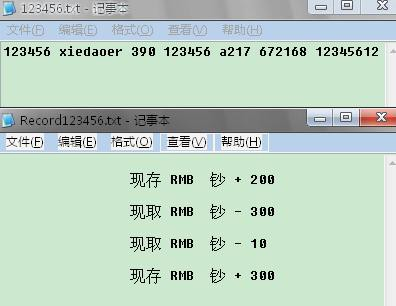 123456.txt - 记事本
文件(F) 编辑(E) 格式(O) 查看(V) 帮助(H)
123456 xiedaoer 390 123456 a217 672168 12345612
Record123456.txt - 记事本
文件(F) 编辑(E) 格式(O) 查看(V) 帮助(H)
现存 RMB 钞 + 200
现取 RMB 钞 - 300
现取 RMB 钞 - 10
现存 RMB 钞 + 300